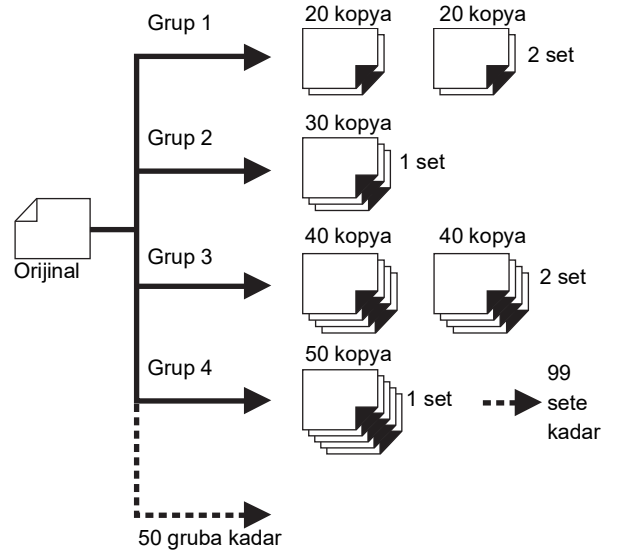 Grup 1
20 kopya
20 kopya
2 set
Grup 2
30 kopya
1 set
Orijinal
Grup 3
40 kopya
40 kopya
2 set
Grup 4
50 kopya
1 set
99
sete
kadar
50 gruba kadar